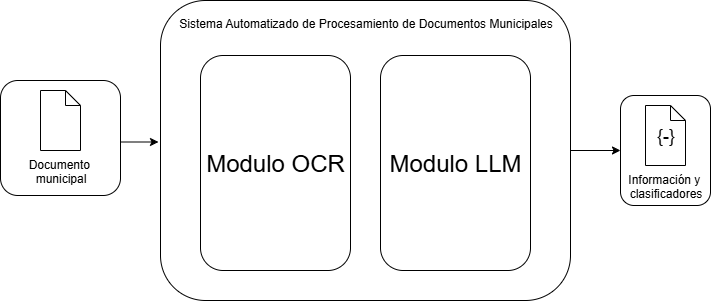 Sistema Automatizado de Procesamiento de Documentos Municipales
Documento
municipal
Modulo OCR
Modulo LLM
{-}
Información y
clasificadores